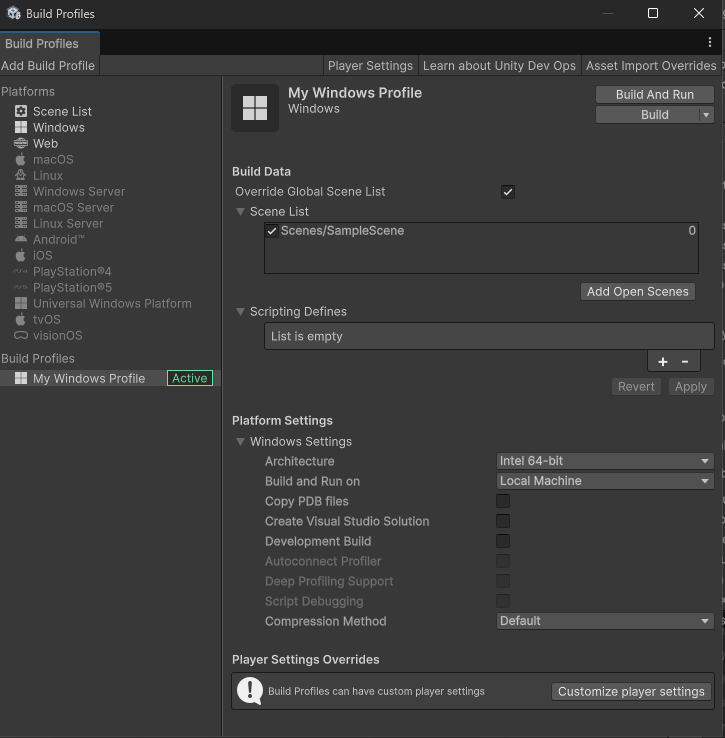 Build Profiles
Build Profiles
Add Build Profile
Player Settings
Learn about Unity Dev Ops
Asset Import Overrides
Platforms
Scene List
Windows
Web
macOS
Linux
Windows Server
macOS Server
Linux Server
Android™
iOS
PlayStation®4
PlayStation®5
Universal Windows Platform
tvOS
visionOS
Build Profiles
My Windows Profile Active
My Windows Profile
Windows
Build And Run
Build
Build Data
Override Global Scene List
Scene List
Scenes/SampleScene 0
Add Open Scenes
Scripting Defines
List is empty
+ -
Revert Apply
Platform Settings
Windows Settings
Architecture Intel 64-bit
Build and Run on Local Machine
Copy PDB files
Create Visual Studio Solution
Development Build
Autoconnect Profiler
Deep Profiling Support
Script Debugging
Compression Method Default
Player Settings Overrides
Build Profiles can have custom player settings Customize player settings